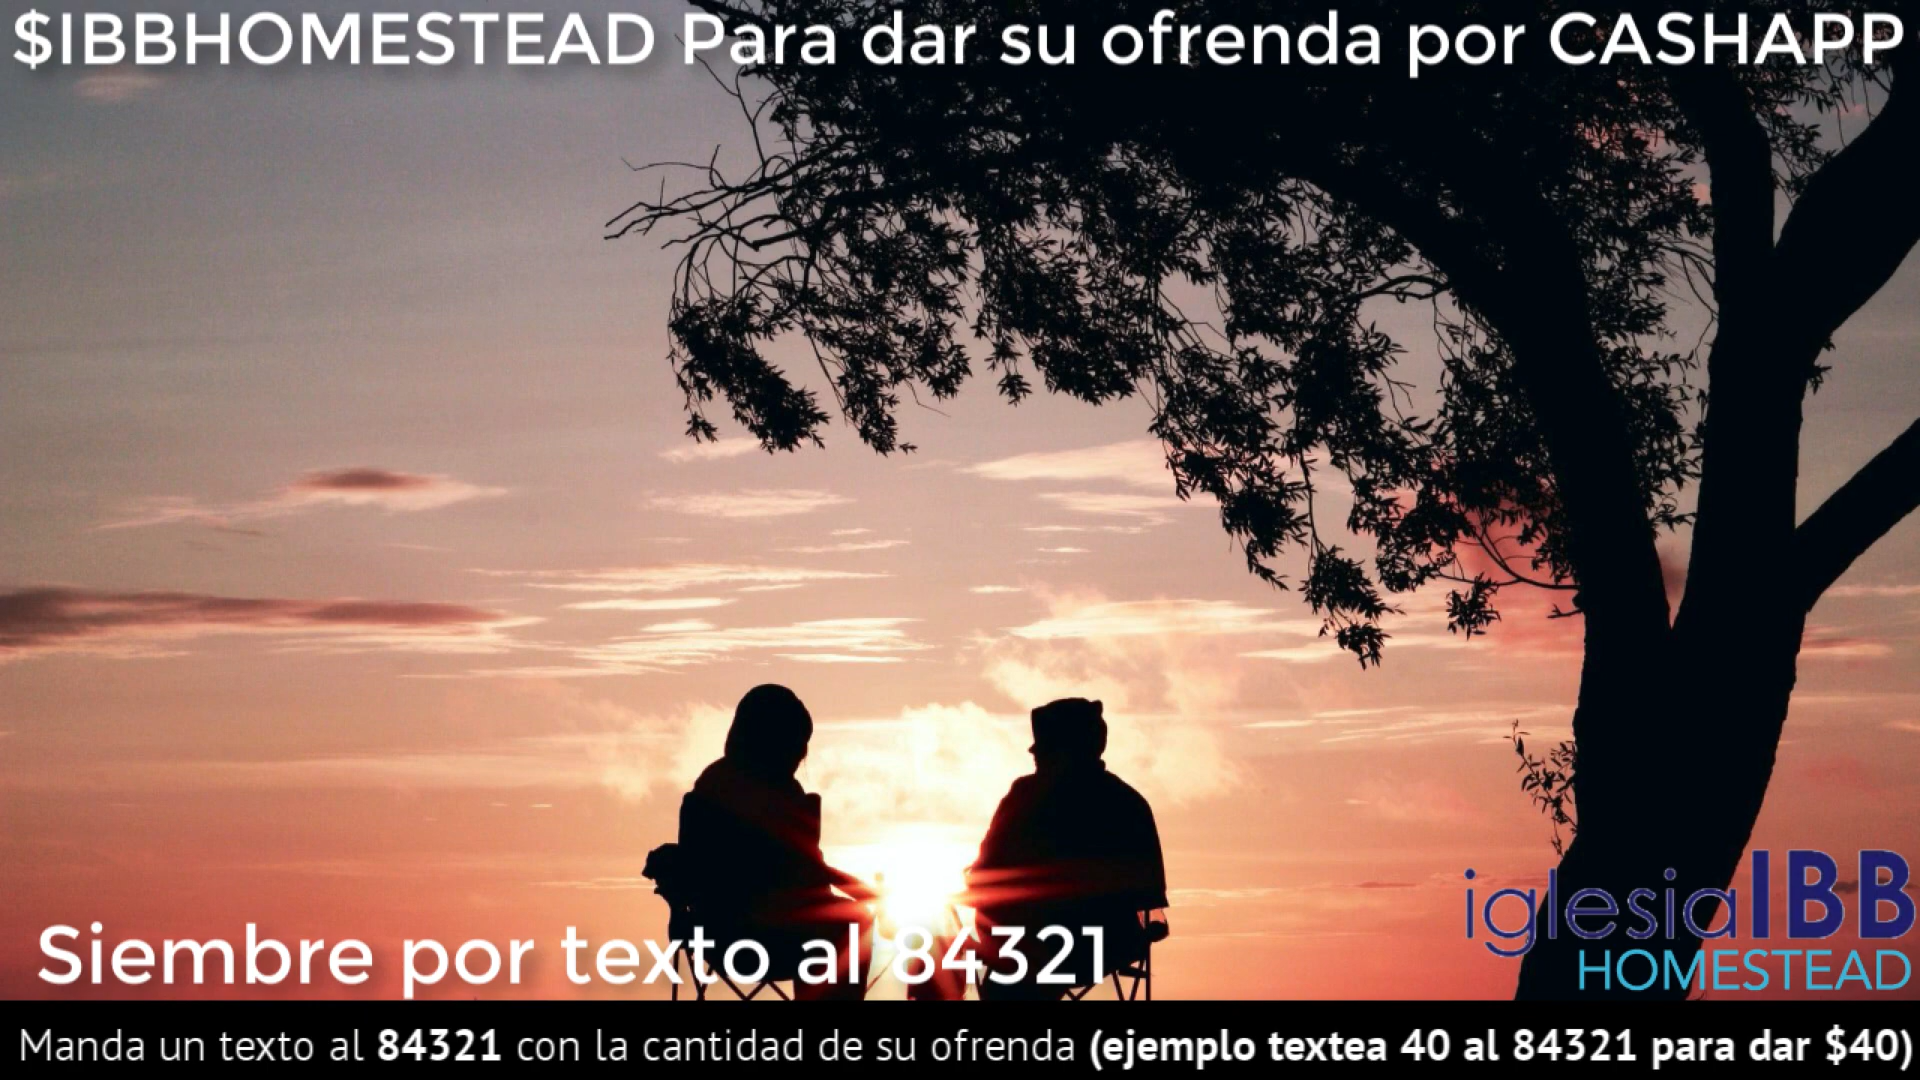 $IBBHOMESTEAD Para dar su ofrenda por CASHAPP
iglesiaIBB
HOMESTEAD
Siembre por texto al 84321
Manda un texto al 84321 con la cantidad de su ofrenda (ejemplo textea 40 al 84321 para dar $40)